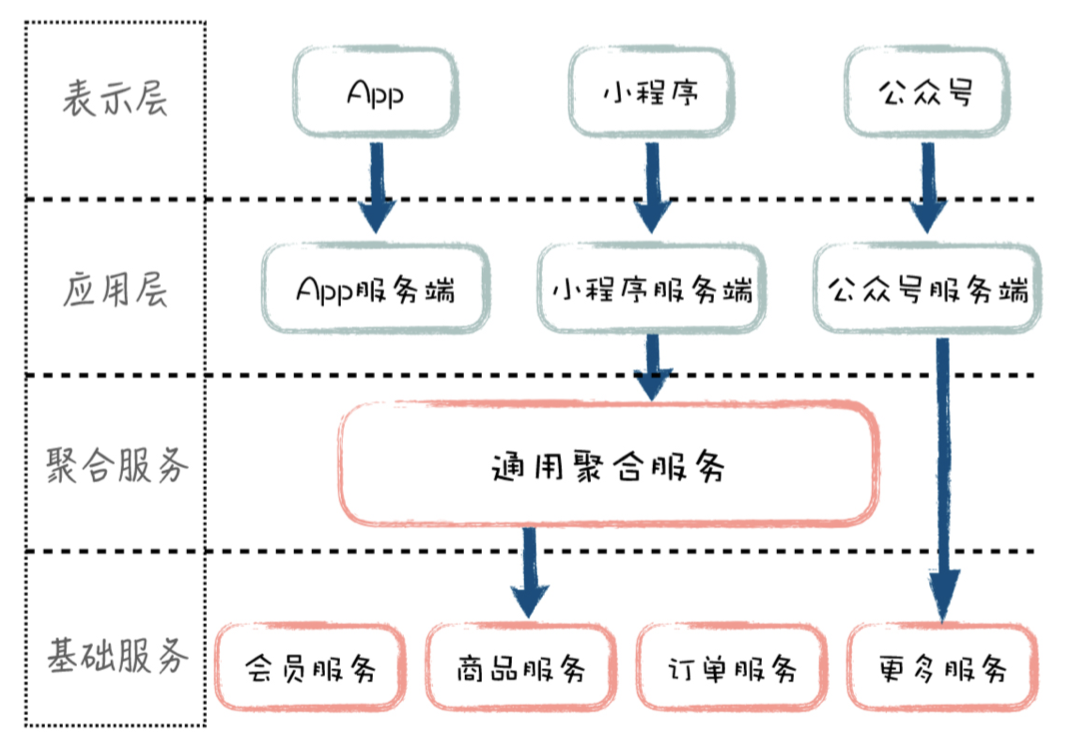 表示层
App
小程序
公众号
应用层
App服务端
小程序服务端
公众号服务端
聚合服务
通用聚合服务
基础服务
会员服务
商品服务
订单服务
更多服务